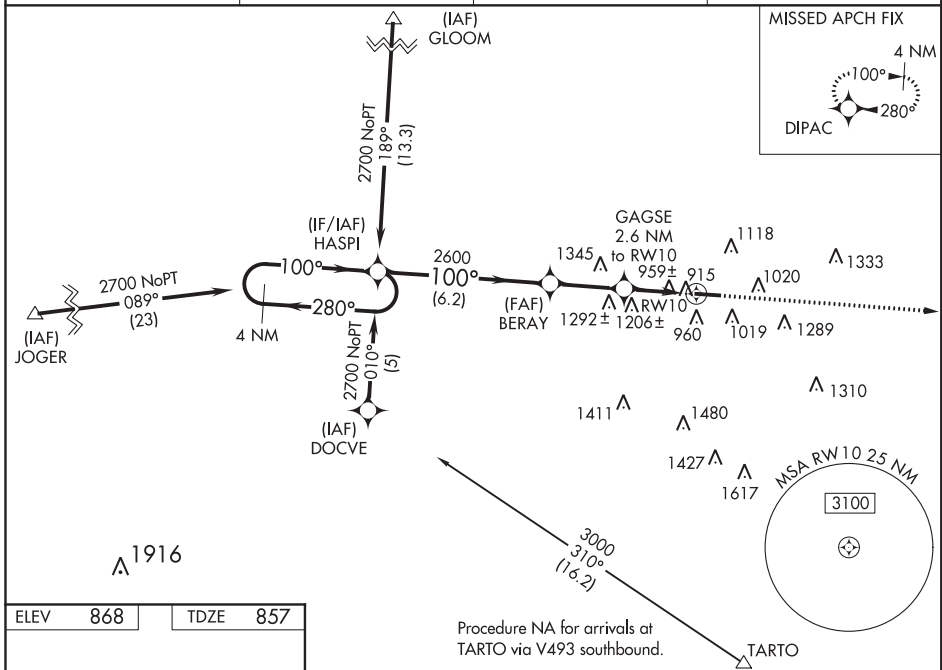 (IAF)
GLOOM
MISSED APCH FIX
4 NM
100°
280°
DIPAC
2700 NoPT
189°
(13.3)
(IF/IAF)
HASPI
GAGSE
2.6 NM
to RW10
1118
1345
959±
915
1020
1333
2600
100°
(6.2)
100°
280°
4 NM
2700 NoPT
089°
(23)
(IAF)
JOGER
(FAF)
BERAY
RW10
1292±
1206±
960
1019
1289
2700 NoPT
010°
(5)
(IAF)
DOCVE
1310
1411
1480
1427
1617
MSA RW10 25 NM
3100
3000
310°
(16.2)
1916
ELEV 868
TDZE 857
Procedure NA for arrivals at
TARTO via V493 southbound.
TARTO